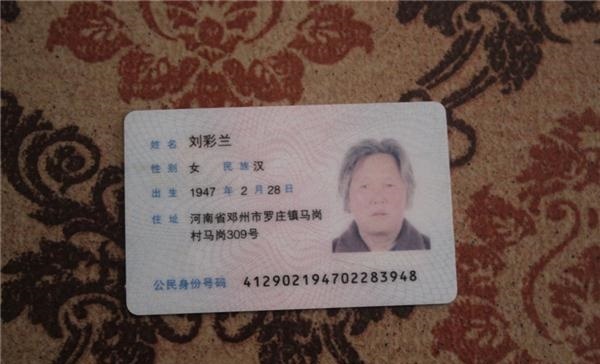 姓名 刘彩兰
性别 女 民族 汉
出生 1947 年 2 月 28 日
住址 河南省邓州市罗庄镇马岗
村马岗309号
公民身份号码 412902194702283948